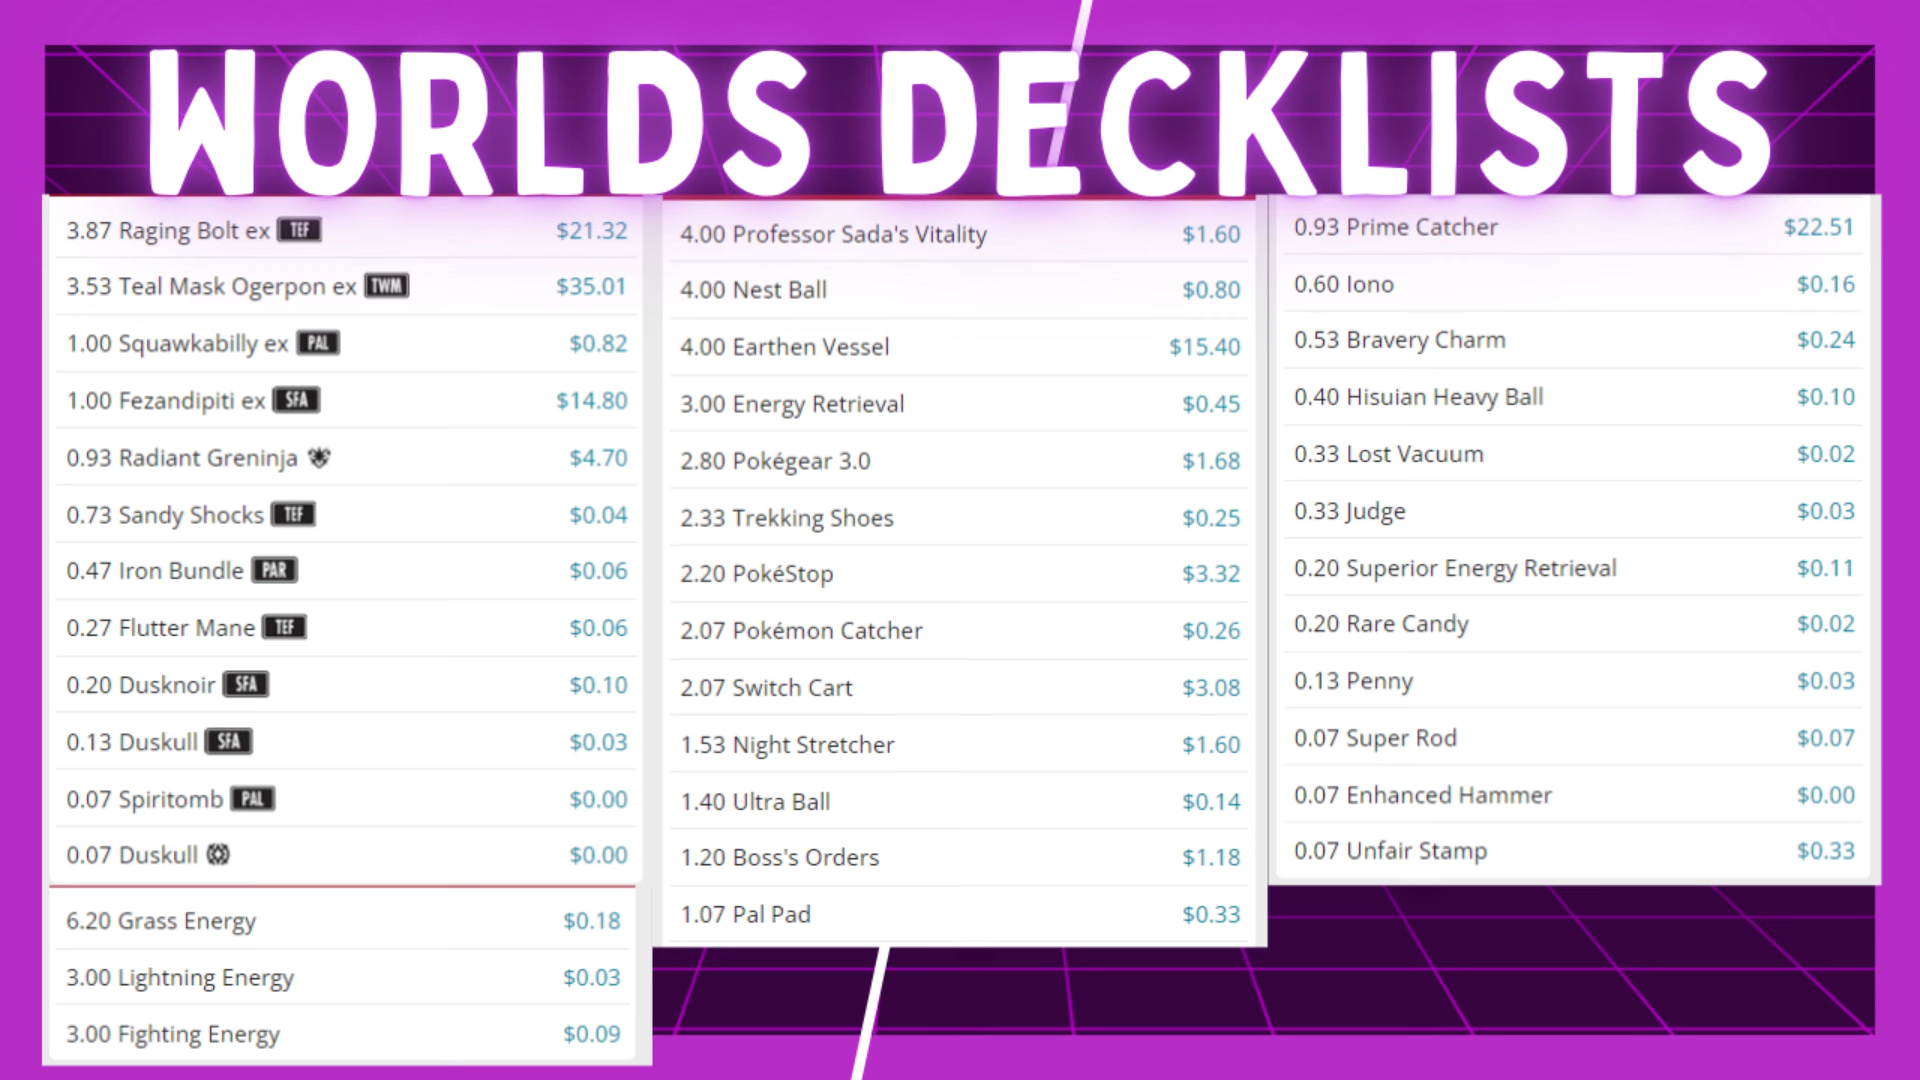 WORLDS DECKLISTS
3.87 Raging Bolt ex TEF $21.32
3.53 Teal Mask Ogerpon ex TWM $35.01
1.00 Squawkabilly ex PAL $0.82
1.00 Fezandipiti ex SFA $14.80
0.93 Radiant Greninja $4.70
0.73 Sandy Shocks TEF $0.04
0.47 Iron Bundle PAR $0.06
0.27 Flutter Mane TEF $0.06
0.20 Dusknoir SFA $0.10
0.13 Duskull SFA $0.03
0.07 Spiritomb PAL $0.00
0.07 Duskull $0.00
6.20 Grass Energy $0.18
3.00 Lightning Energy $0.03
3.00 Fighting Energy $0.09
4.00 Professor Sada's Vitality $1.60
4.00 Nest Ball $0.80
4.00 Earthen Vessel $15.40
3.00 Energy Retrieval $0.45
2.80 Pokégear 3.0 $1.68
2.33 Trekking Shoes $0.25
2.20 PokéStop $3.32
2.07 Pokémon Catcher $0.26
2.07 Switch Cart $3.08
1.53 Night Stretcher $1.60
1.40 Ultra Ball $0.14
1.20 Boss's Orders $1.18
1.07 Pal Pad $0.33
0.93 Prime Catcher $22.51
0.60 Iono $0.16
0.53 Bravery Charm $0.24
0.40 Hisuian Heavy Ball $0.10
0.33 Lost Vacuum $0.02
0.33 Judge $0.03
0.20 Superior Energy Retrieval $0.11
0.20 Rare Candy $0.02
0.13 Penny $0.03
0.07 Super Rod $0.07
0.07 Enhanced Hammer $0.00
0.07 Unfair Stamp $0.33